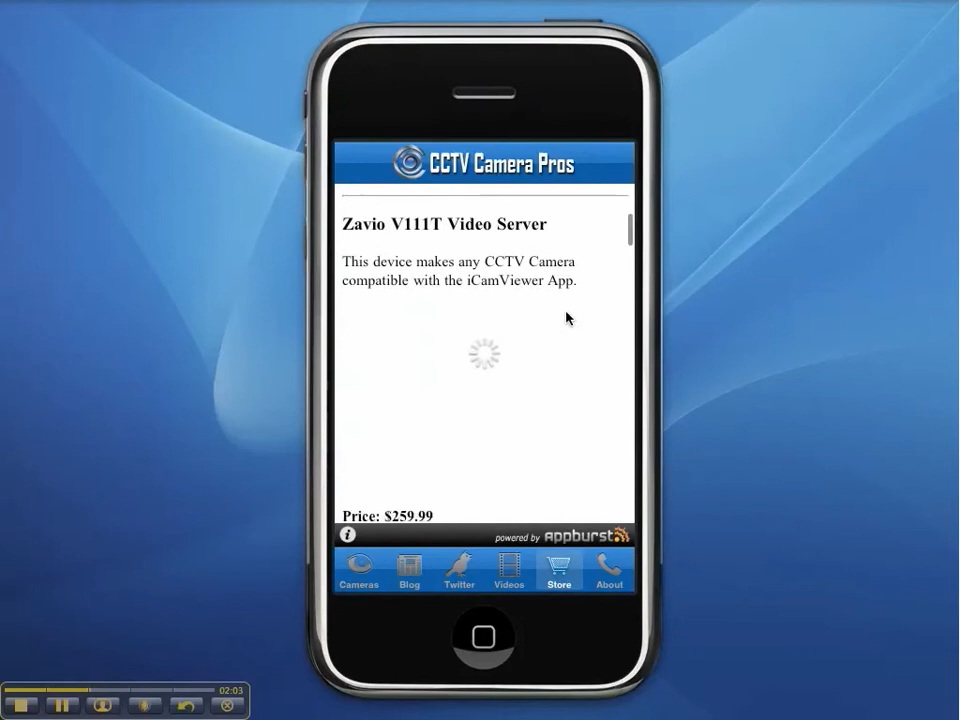 CCTV Camera Pros
Zavio V111T Video Server
This device makes any CCTV Camera
compatible with the iCamViewer App.
Price: $259.99
i
powered by Appburst
Cameras Blog Twitter Videos Store About
02:03